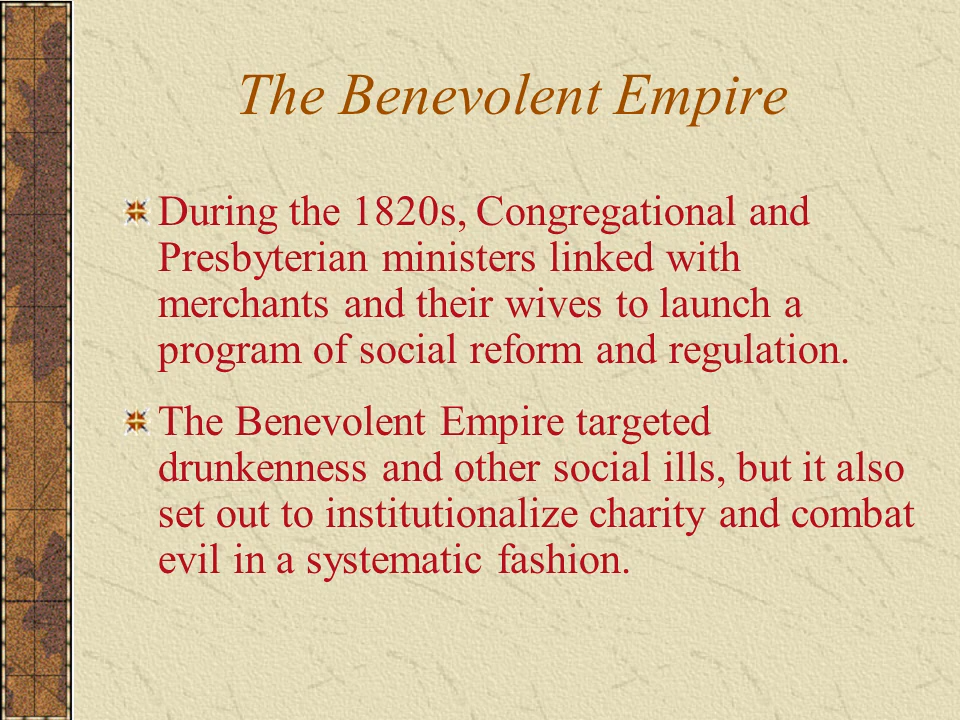 The Benevolent Empire
During the 1820s, Congregational and
Presbyterian ministers linked with
merchants and their wives to launch a
program of social reform and regulation.
The Benevolent Empire targeted
drunkenness and other social ills, but it also
set out to institutionalize charity and combat
evil in a systematic fashion.